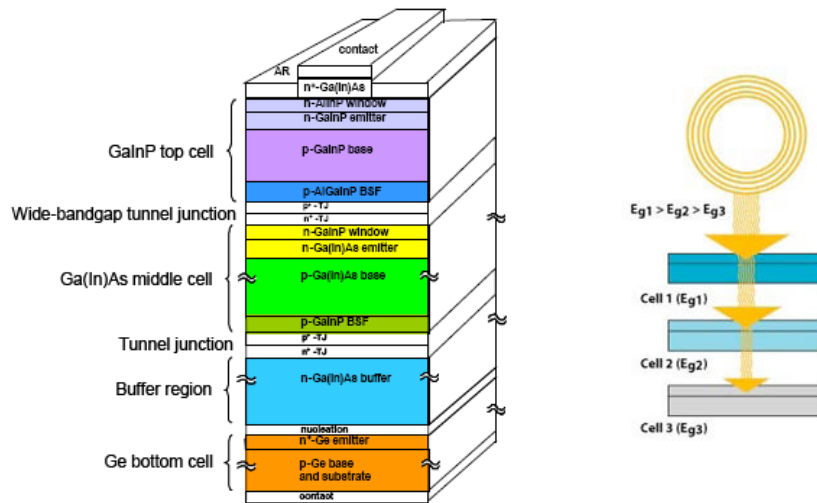 contact
AR
n⁺-Ga(In)As
n-AlInP window
n-GaInP emitter
GaInP top cell
p-GaInP base
p-AlGaInP BSF
p⁺-TJ
Wide-bandgap tunnel junction
n⁺-TJ
n-GaInP window
n-Ga(In)As emitter
Ga(In)As middle cell
p-Ga(In)As base
p-GaInP BSF
p⁺-TJ
Tunnel junction
n⁺-TJ
Buffer region
n-Ga(In)As buffer
nucleation
n⁺-Ge emitter
Ge bottom cell
p-Ge base
and substrate
contact
Eg1 > Eg2 > Eg3
Cell 1 (Eg1)
Cell 2 (Eg2)
Cell 3 (Eg3)